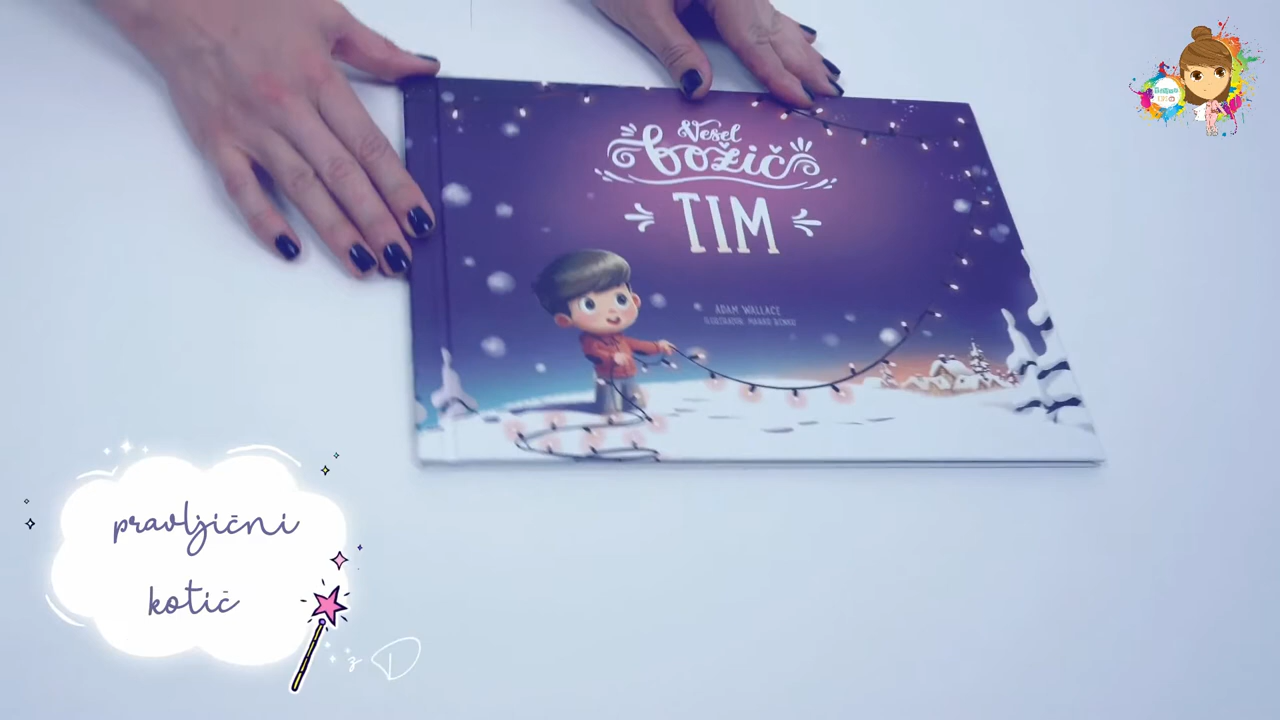 Vesel
božič
TIM
ADAM WALLACE
pravljični
kotič
z D